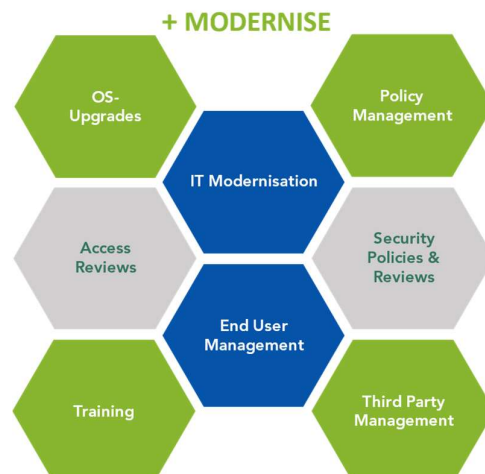 + MODERNISE
OS-
Upgrades
Policy
Management
IT Modernisation
Access
Reviews
Security
Policies &
Reviews
End User
Management
Training
Third Party
Management